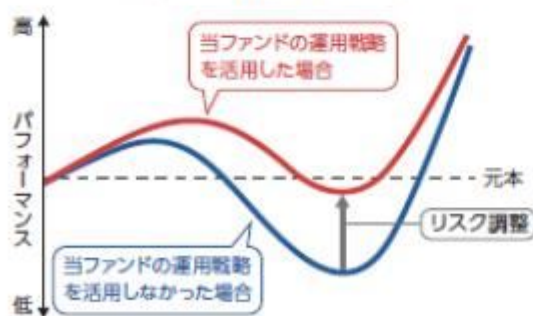 高
当ファンドの運用戦略
を活用した場合
パフォーマンス
元本
リスク調整
当ファンドの運用戦略
を活用しなかった場合
低